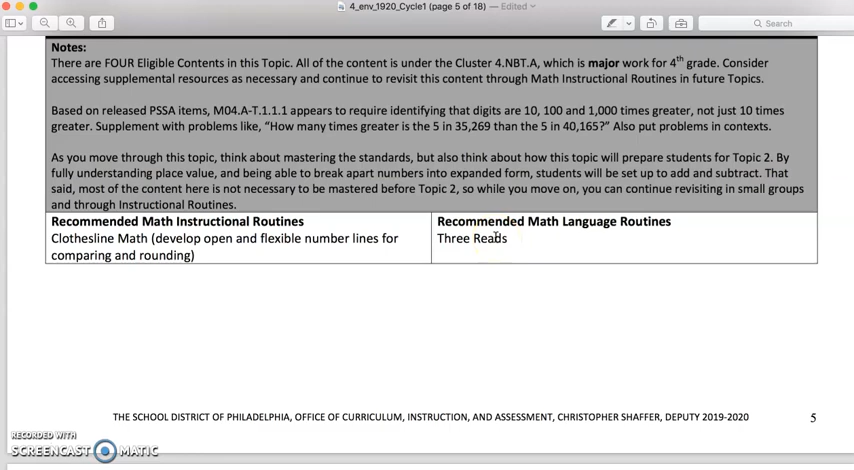 4_env_1920_Cycle1 (page 5 of 18) — Edited
Search
Notes:
There are FOUR Eligible Contents in this Topic. All of the content is under the Cluster 4.NBT.A, which is major work for 4th grade. Consider
accessing supplemental resources as necessary and continue to revisit this content through Math Instructional Routines in future Topics.
Based on released PSSA items, M04.A-T.1.1.1 appears to require identifying that digits are 10, 100 and 1,000 times greater, not just 10 times
greater. Supplement with problems like, "How many times greater is the 5 in 35,269 than the 5 in 40,165?" Also put problems in contexts.
As you move through this topic, think about mastering the standards, but also think about how this topic will prepare students for Topic 2. By
fully understanding place value, and being able to break apart numbers into expanded form, students will be set up to add and subtract. That
said, most of the content here is not necessary to be mastered before Topic 2, so while you move on, you can continue revisiting in small groups
and through Instructional Routines.
Recommended Math Instructional Routines
Clothesline Math (develop open and flexible number lines for
comparing and rounding)
Recommended Math Language Routines
Three Reads
THE SCHOOL DISTRICT OF PHILADELPHIA, OFFICE OF CURRICULUM, INSTRUCTION, AND ASSESSMENT, CHRISTOPHER SHAFFER, DEPUTY 2019-2020
5
RECORDED WITH
SCREENCAST MATIC